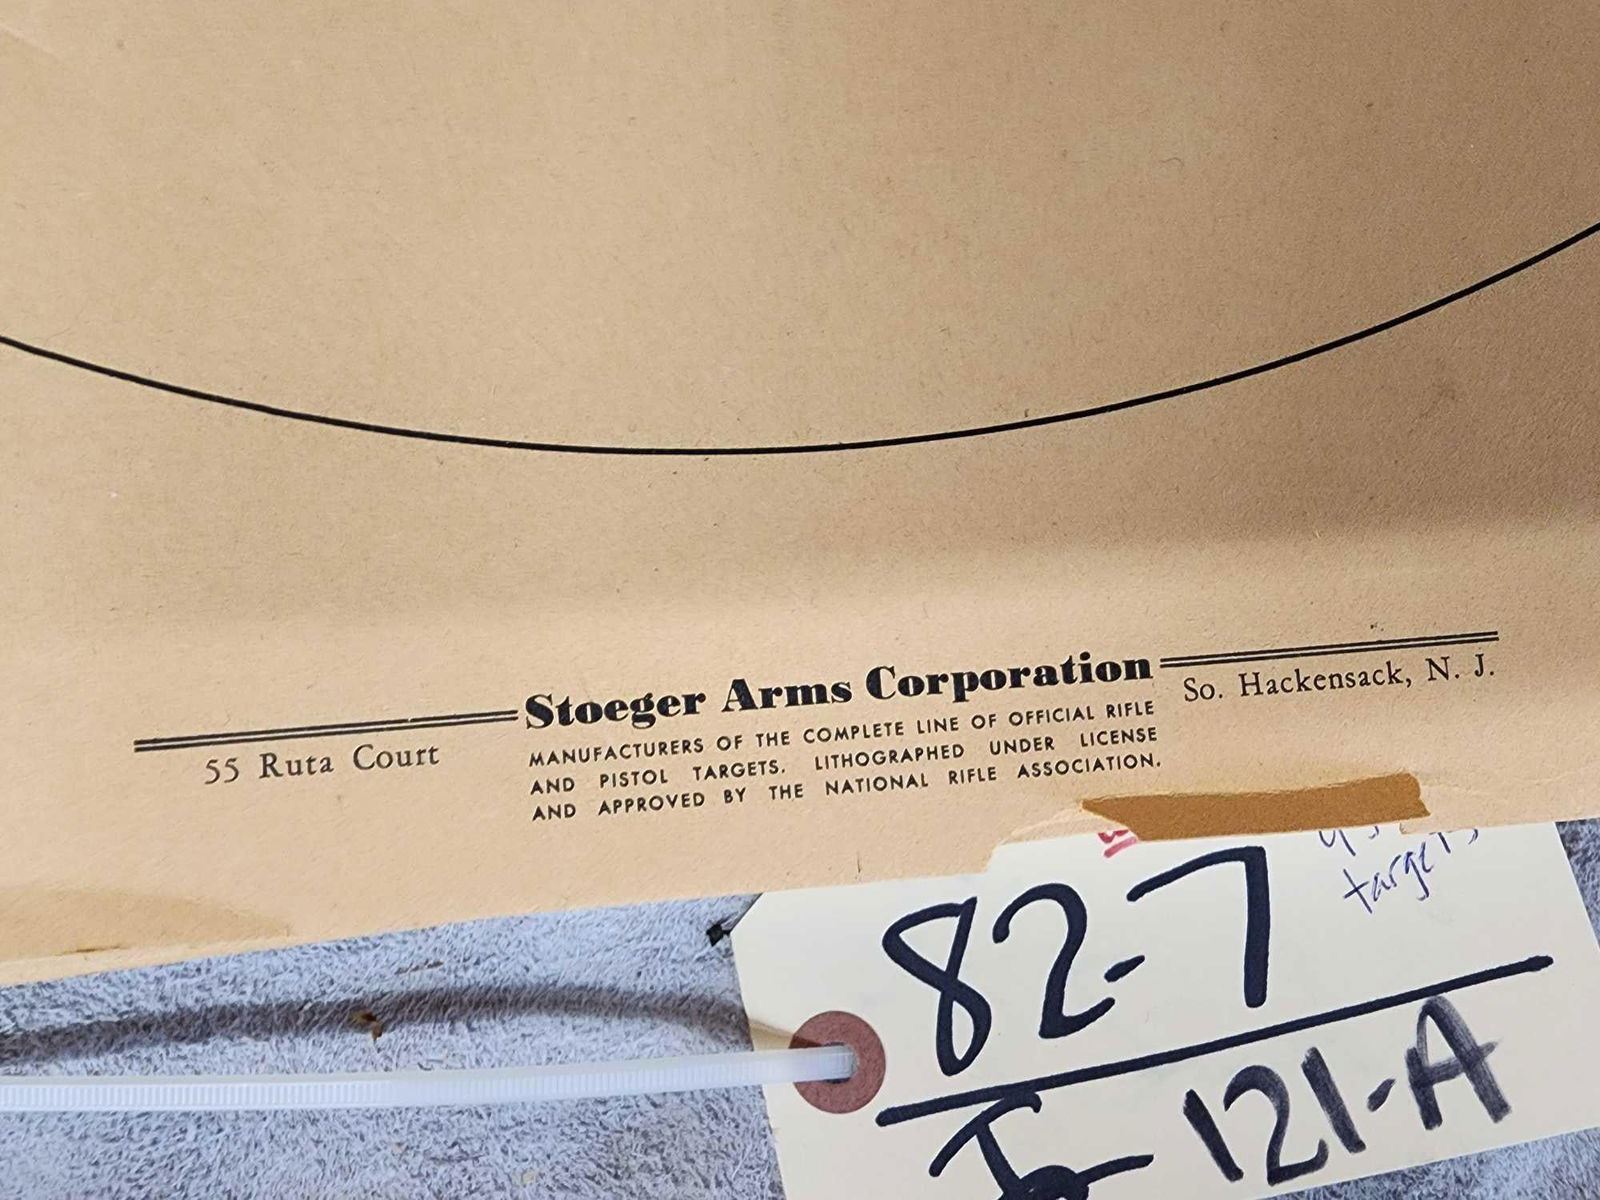 Stoeger Arms Corporation
55 Ruta Court
So. Hackensack, N. J.
MANUFACTURERS OF THE COMPLETE LINE OF OFFICIAL RIFLE
AND PISTOL TARGETS. LITHOGRAPHED UNDER LICENSE
AND APPROVED BY THE NATIONAL RIFLE ASSOCIATION.
targets
82-7
121-A